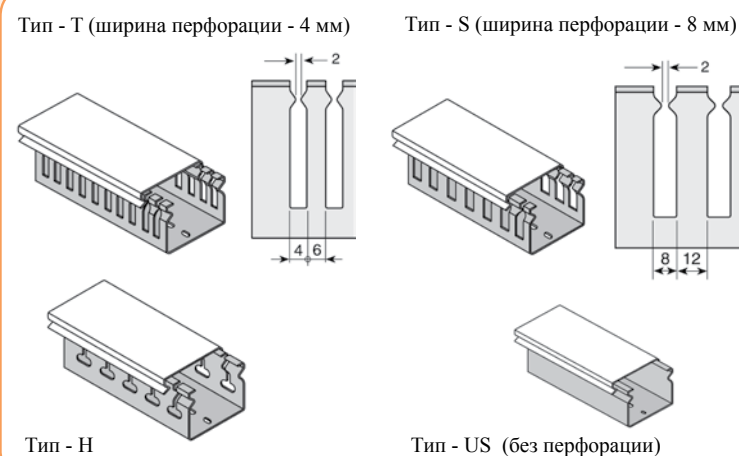 Тип - T (ширина перфорации - 4 мм)
Тип - S (ширина перфорации - 8 мм)
2
2
4 6
8 12
Тип - H
Тип - US (без перфорации)